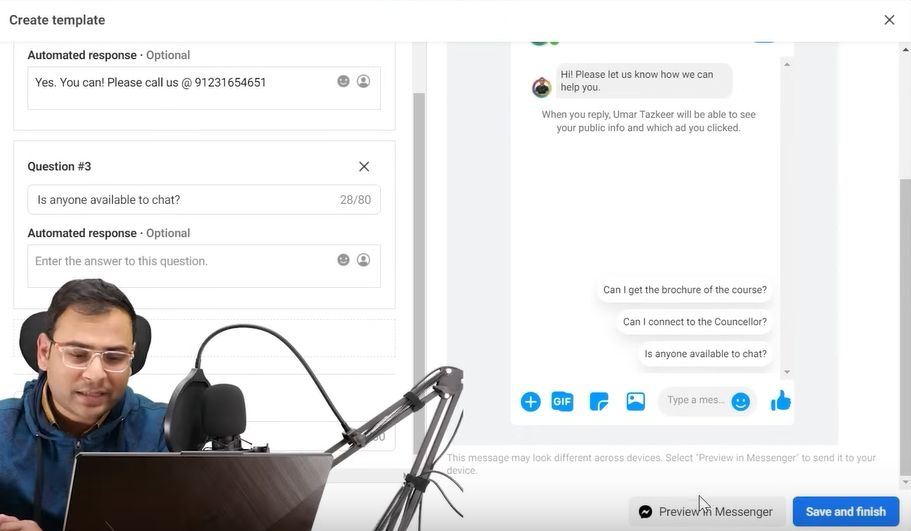 Create template
Automated response · Optional
Yes. You can! Please call us @ 91231654651
Question #3
Is anyone available to chat?
28/80
Automated response · Optional
Enter the answer to this question.
Hi! Please let us know how we can
help you.
When you reply, Umar Tazkeer will be able to see
your public info and which ad you clicked.
Can I get the brochure of the course?
Can I connect to the Councellor?
Is anyone available to chat?
GIF
Type a mes...
This message may look different across devices. Select "Preview in Messenger" to send it to your
device.
Preview in Messenger
Save and finish